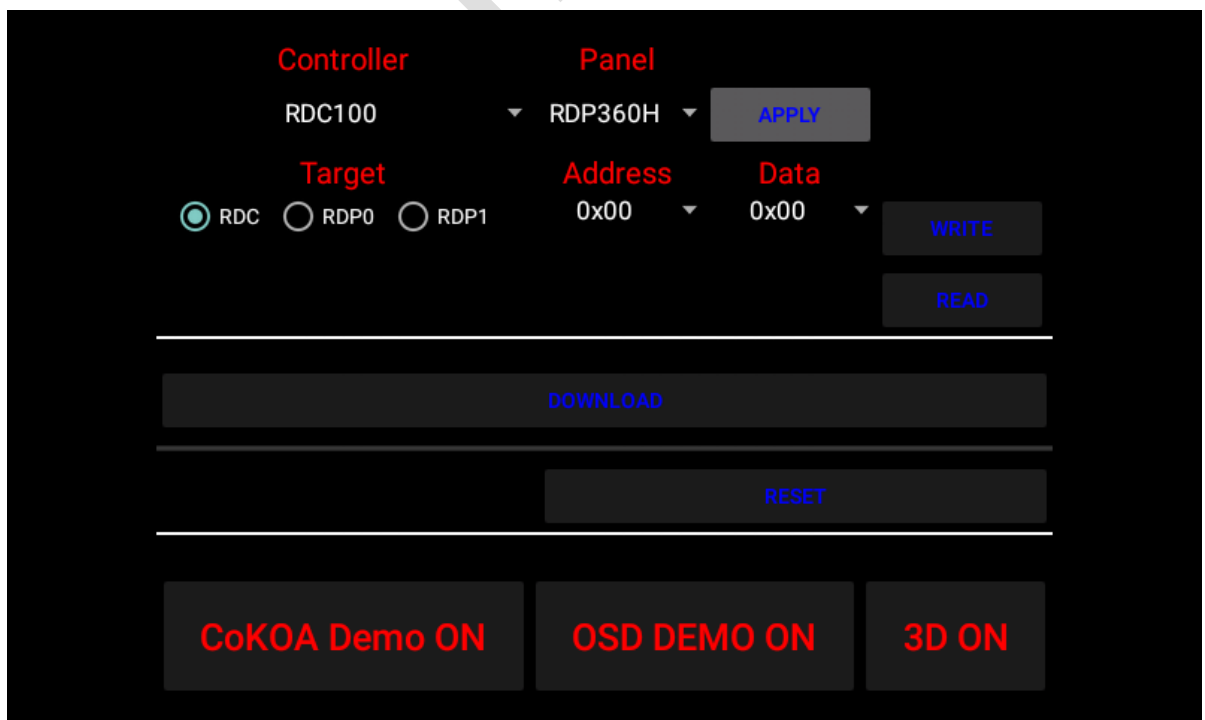 Controller Panel
RDC100 RDP360H APPLY
Target Address Data
RDC RDP0 RDP1 0x00 0x00 WRITE
READ
DOWNLOAD
RESET
CoKOA Demo ON OSD DEMO ON 3D ON